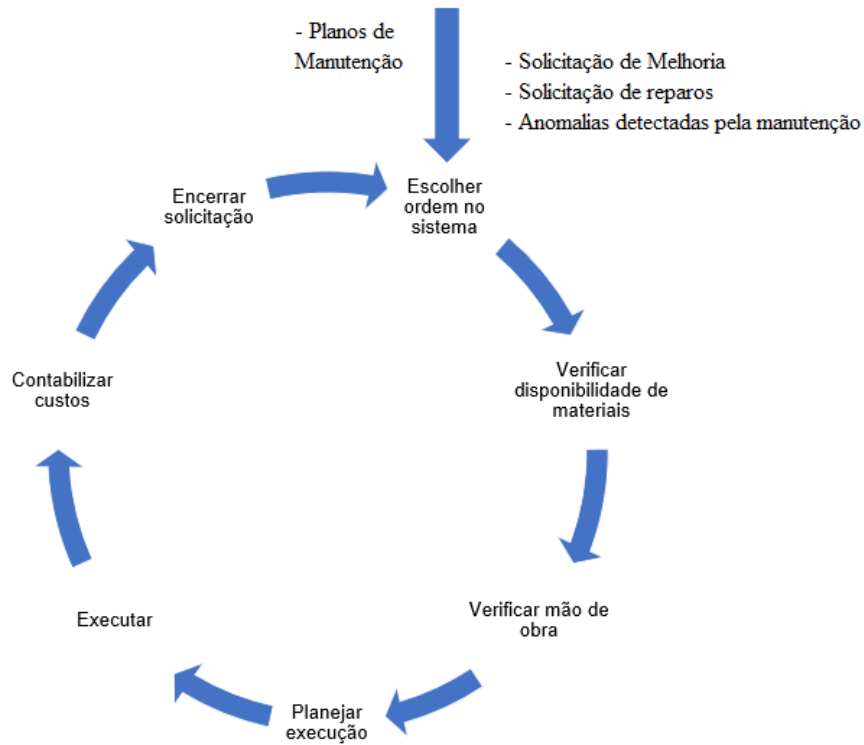 - Planos de
Manutenção
- Solicitação de Melhoria
- Solicitação de reparos
- Anomalias detectadas pela manutenção
Escolher
ordem no
sistema
Verificar
disponibilidade de
materiais
Verificar mão de
obra
Planejar
execução
Executar
Contabilizar
custos
Encerrar
solicitação